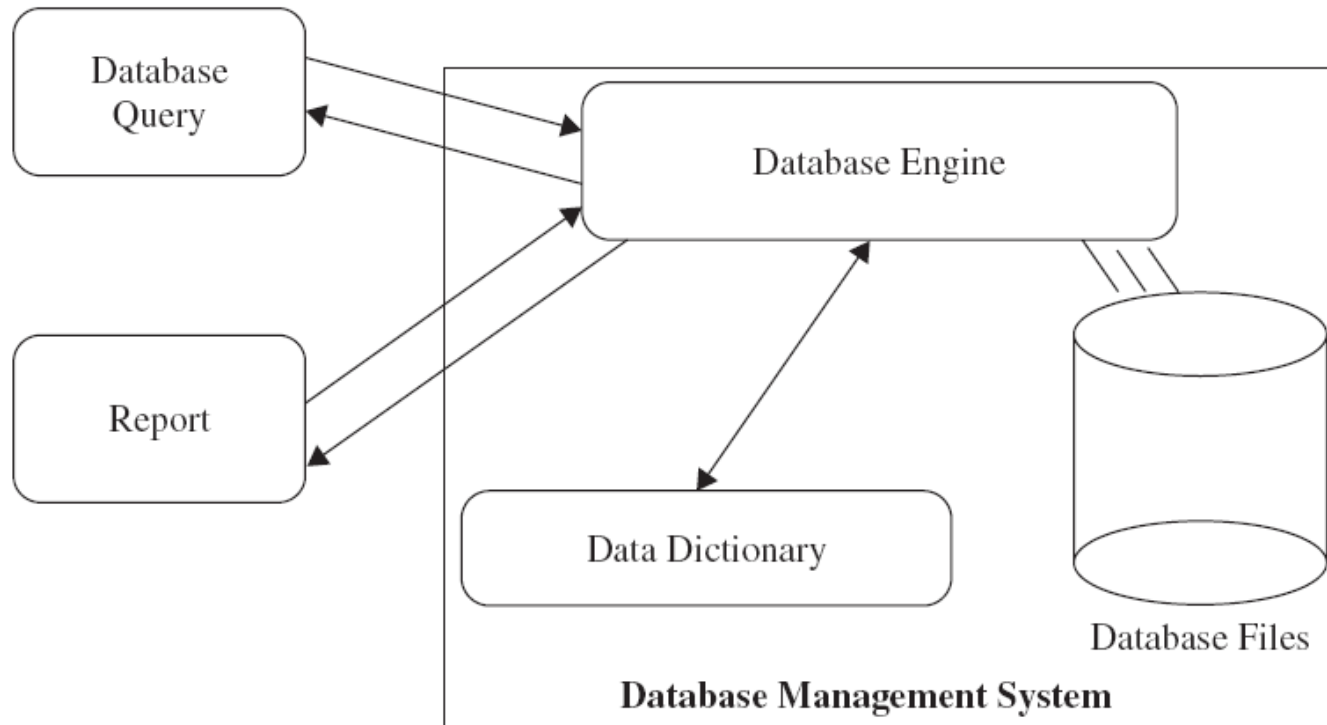 Database
Query
Database Engine
Report
Data Dictionary
Database Files
Database Management System